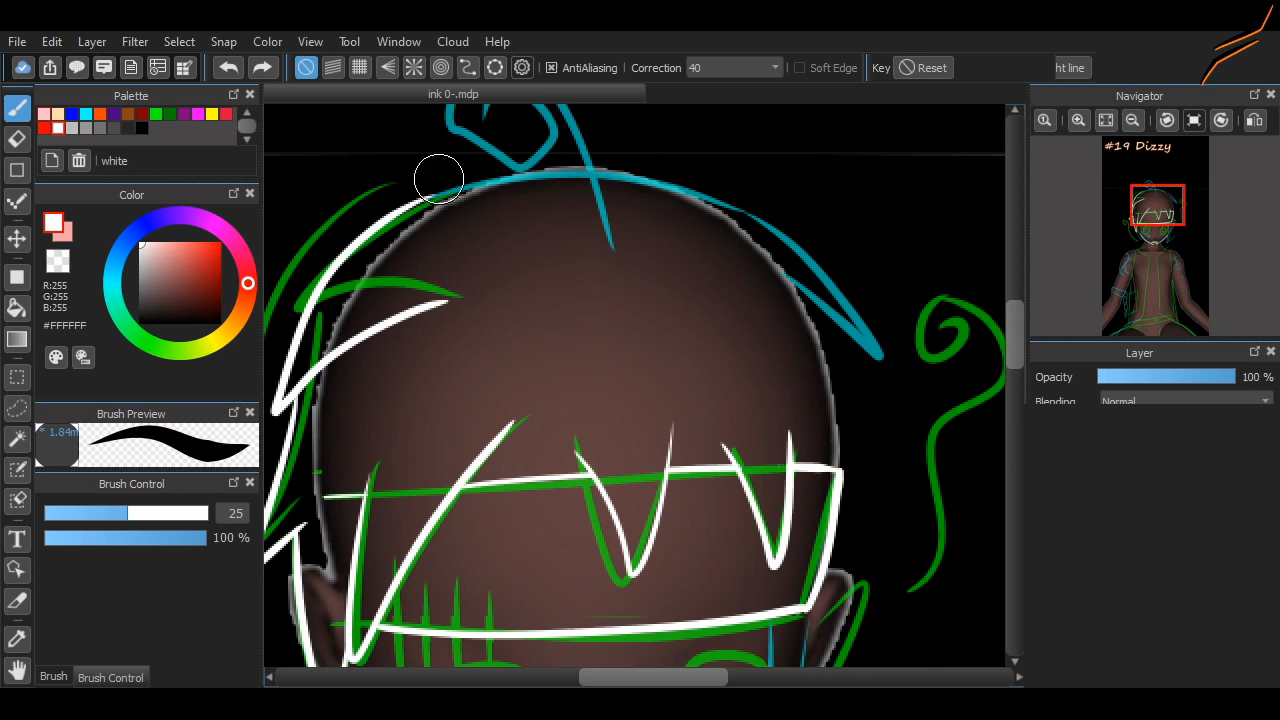 File Edit Layer Filter Select Snap Color View Tool Window Cloud Help
AntiAliasing Correction 40 Soft Edge Key Reset ht line
Palette
ink 0-.mdp
Navigator
white
#19 Dizzy
Color
R:255
G:255
B:255
#FFFFFF
Layer
Opacity 100 %
Blending Normal
Brush Preview
* 1.84m
Brush Control
25
100 %
T
Brush Brush Control